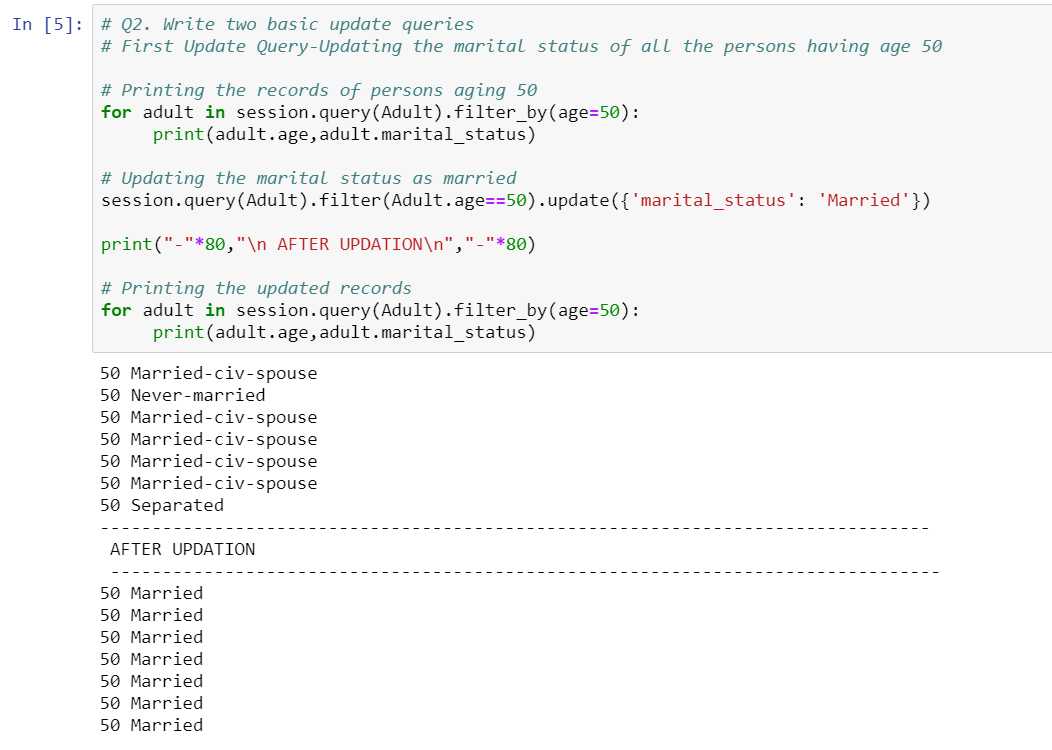 In [5]: # Q2. Write two basic update queries
# First Update Query-Updating the marital status of all the persons having age 50
# Printing the records of persons aging 50
for adult in session.query(Adult).filter_by(age=50):
print(adult.age,adult.marital_status)
# Updating the marital status as married
session.query(Adult).filter(Adult.age==50).update({'marital_status': 'Married'})
print("-"*80,"\n AFTER UPDATION\n","-"*80)
# Printing the updated records
for adult in session.query(Adult).filter_by(age=50):
print(adult.age,adult.marital_status)
50 Married-civ-spouse
50 Never-married
50 Married-civ-spouse
50 Married-civ-spouse
50 Married-civ-spouse
50 Married-civ-spouse
50 Separated
--------------------------------------------------------------------------------
AFTER UPDATION
--------------------------------------------------------------------------------
50 Married
50 Married
50 Married
50 Married
50 Married
50 Married
50 Married